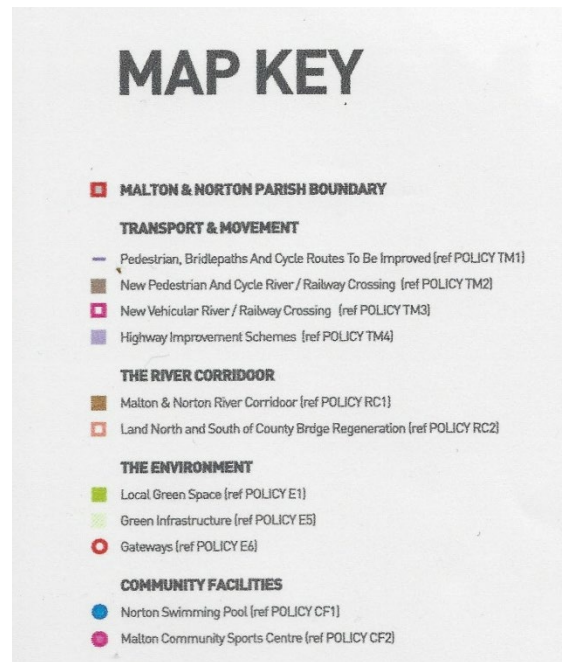 MAP KEY
MALTON & NORTON PARISH BOUNDARY
TRANSPORT & MOVEMENT
Pedestrian, Bridlepaths And Cycle Routes To Be Improved (ref POLICY TM1)
New Pedestrian And Cycle River / Railway Crossing (ref POLICY TM2)
New Vehicular River / Railway Crossing (ref POLICY TM3)
Highway Improvement Schemes (ref POLICY TM4)
THE RIVER CORRIDOOR
Malton & Norton River Corridor (ref POLICY RC1)
Land North and South of County Bridge Regeneration (ref POLICY RC2)
THE ENVIRONMENT
Local Green Space (ref POLICY E1)
Green Infrastructure (ref POLICY E5)
Gateways (ref POLICY E6)
COMMUNITY FACILITIES
Norton Swimming Pool (ref POLICY CF1)
Malton Community Sports Centre (ref POLICY CF2)